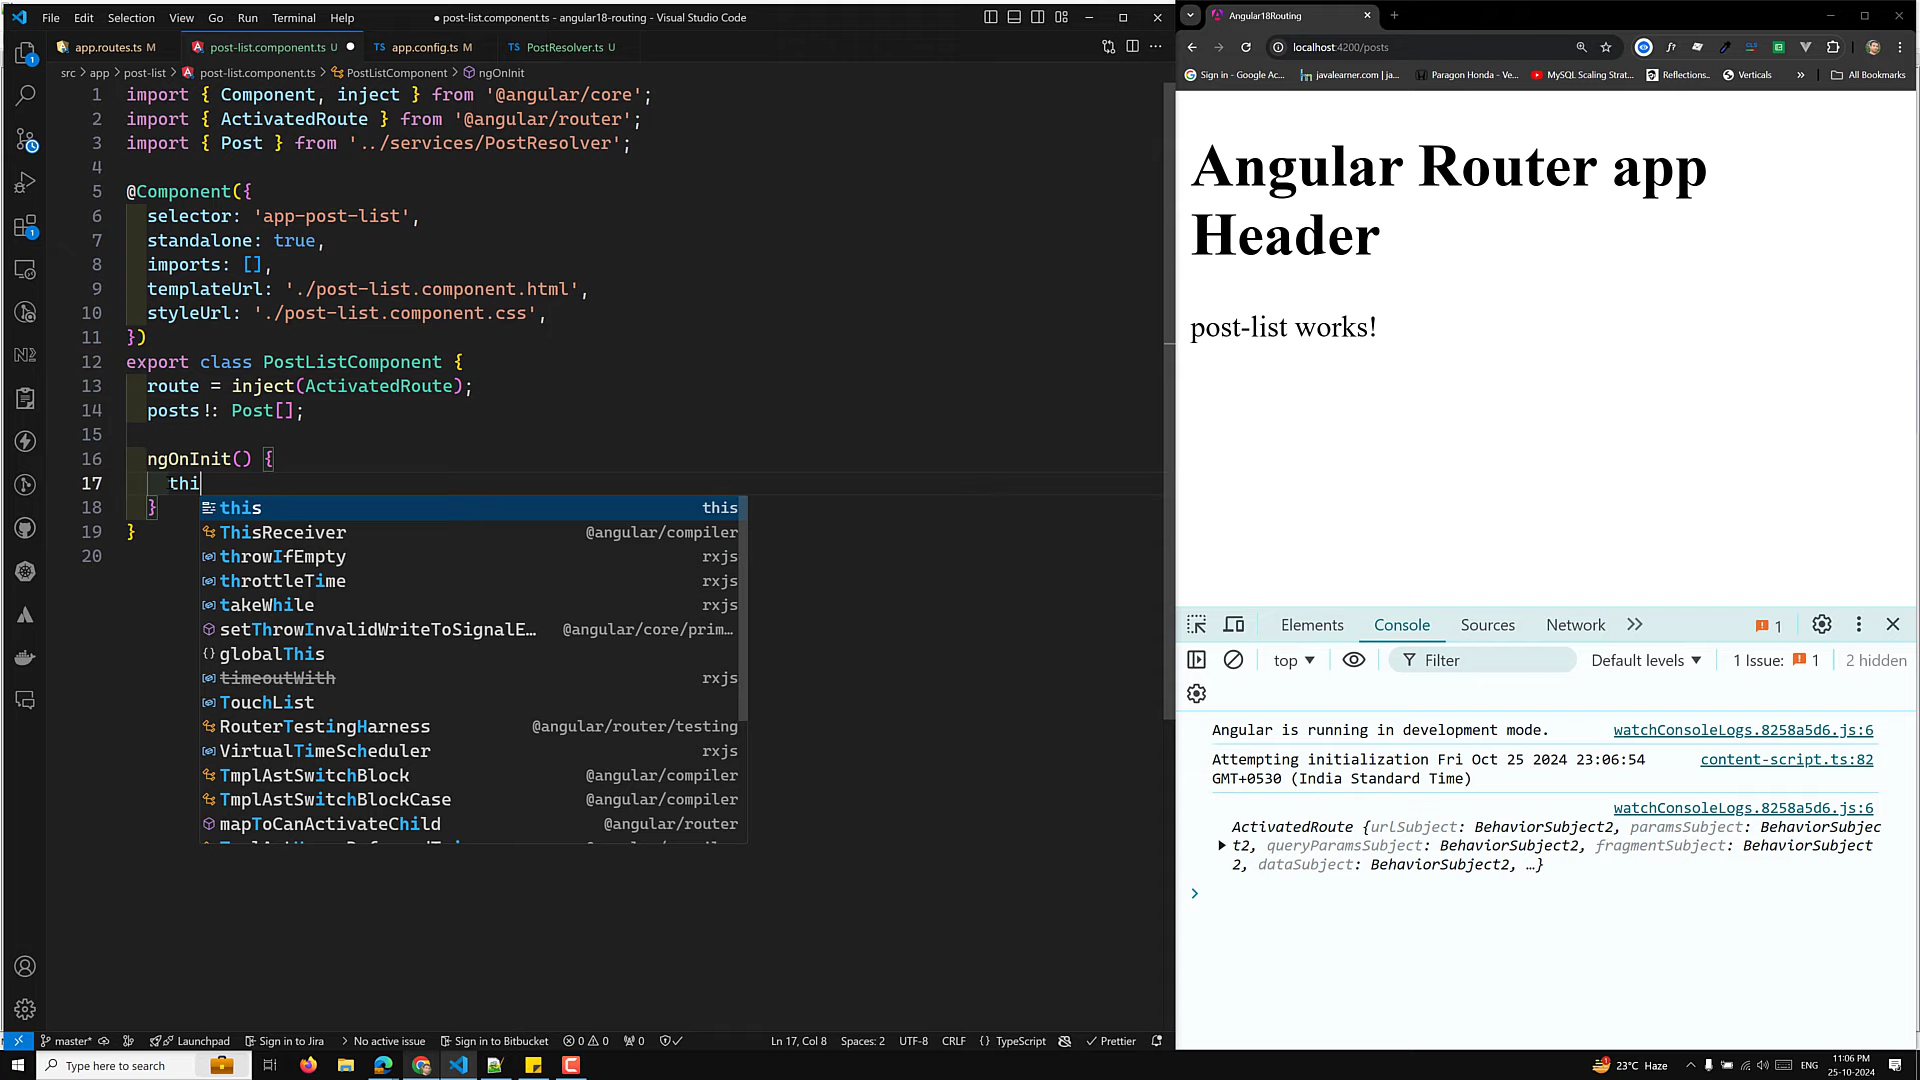 File Edit Selection View Go Run Terminal Help
● post-list.component.ts - angular18-routing - Visual Studio Code
app.routes.ts M post-list.component.ts U ● TS app.config.ts M TS PostResolver.ts U
src > app > post-list > post-list.component.ts > PostListComponent > ngOnInit
1 import { Component, inject } from '@angular/core';
2 import { ActivatedRoute } from '@angular/router';
3 import { Post } from '../services/PostResolver';
4
5 @Component({
6 selector: 'app-post-list',
7 standalone: true,
8 imports: [],
9 templateUrl: './post-list.component.html',
10 styleUrl: './post-list.component.css',
11 })
12 export class PostListComponent {
13 route = inject(ActivatedRoute);
14 posts!: Post[];
15
16 ngOnInit() {
17 thi
18 }
19 }
20
this this
ThisReceiver @angular/compiler
throwIfEmpty rxjs
throttleTime rxjs
takeWhile rxjs
setThrowInvalidWriteToSignalE… @angular/core/prim…
globalThis
timeoutWith rxjs
TouchList
RouterTestingHarness @angular/router/testing
VirtualTimeScheduler rxjs
TmplAstSwitchBlock @angular/compiler
TmplAstSwitchBlockCase @angular/compiler
mapToCanActivateChild @angular/router
master* Launchpad Sign in to Jira No active issue Sign in to Bitbucket 0 0 0 Ln 17, Col 8 Spaces: 2 UTF-8 CRLF {} TypeScript Prettier
Angular18Routing
localhost:4200/posts
Sign in - Google Ac... javalearner.com | ja... Paragon Honda - Ve... MySQL Scaling Strat... Reflections.. Verticals » All Bookmarks
Angular Router app
Header
post-list works!
Elements Console Sources Network 1
top Filter Default levels 1 Issue: 1 2 hidden
Angular is running in development mode. watchConsoleLogs.8258a5d6.js:6
Attempting initialization Fri Oct 25 2024 23:06:54 content-script.ts:82
GMT+0530 (India Standard Time)
watchConsoleLogs.8258a5d6.js:6
ActivatedRoute {urlSubject: BehaviorSubject2, paramsSubject: BehaviorSubjec
t2, queryParamsSubject: BehaviorSubject2, fragmentSubject: BehaviorSubject
2, dataSubject: BehaviorSubject2, …}
Type here to search
23°C Haze ENG 11:06 PM
25-10-2024